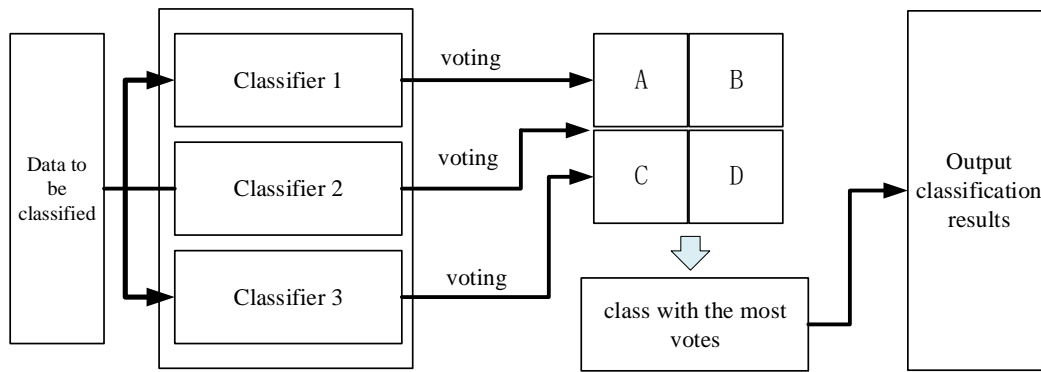 Data to
be
classified
Classifier 1
Classifier 2
Classifier 3
voting
voting
voting
A
B
C
D
class with the most
votes
Output
classification
results